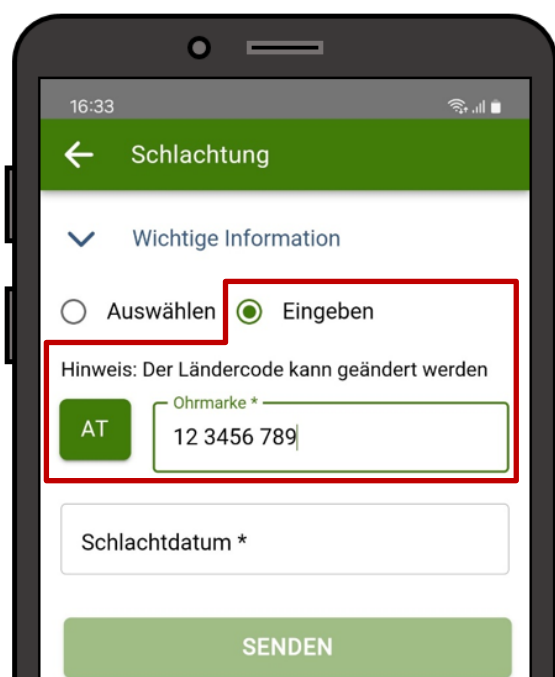 16:33
Schlachtung
Wichtige Information
Auswählen Eingeben
Hinweis: Der Ländercode kann geändert werden
Ohrmarke *
AT 12 3456 789
Schlachtdatum *
SENDEN